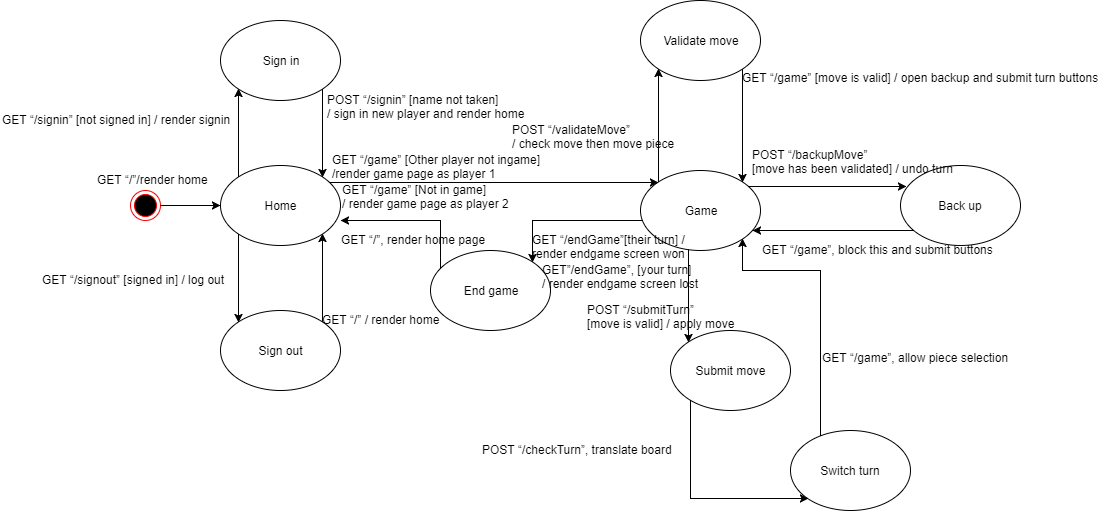 Validate move
Sign in
GET “/game” [move is valid] / open backup and submit turn buttons
POST “/signin” [name not taken]
/ sign in new player and render home
GET “/signin” [not signed in] / render signin
POST “/validateMove”
/ check move then move piece
GET “/game” [Other player not ingame]
/render game page as player 1
POST “/backupMove”
[move has been validated] / undo turn
GET “/”/render home
GET “/game” [Not in game]
/ render game page as player 2
Home
Game
Back up
GET “/”, render home page
GET “/endGame”[their turn] /
render endgame screen won
GET “/game”, block this and submit buttons
GET”/endGame”, [your turn]
/ render endgame screen lost
GET “/signout” [signed in] / log out
End game
POST “/submitTurn”
[move is valid] / apply move
GET “/” / render home
Sign out
GET “/game”, allow piece selection
Submit move
POST “/checkTurn”, translate board
Switch turn